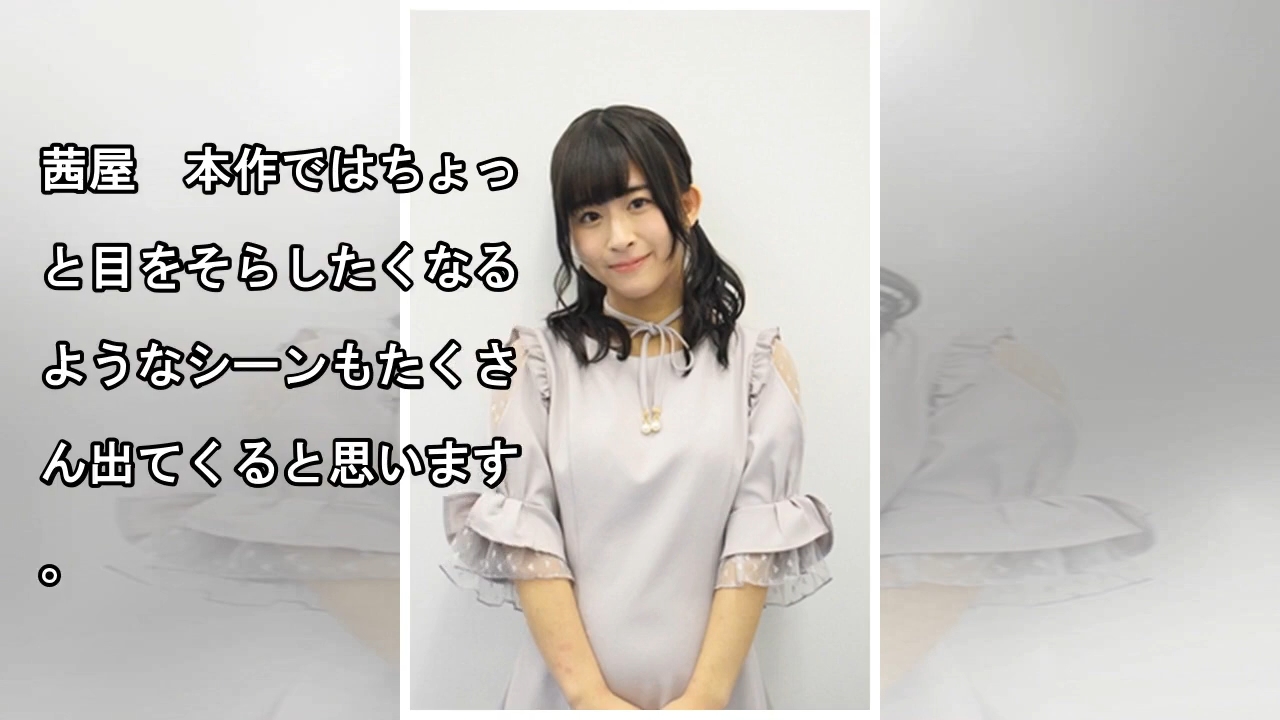 茜屋　本作ではちょっ
と目をそらしたくなる
ようなシーンもたくさ
ん出てくると思います
。